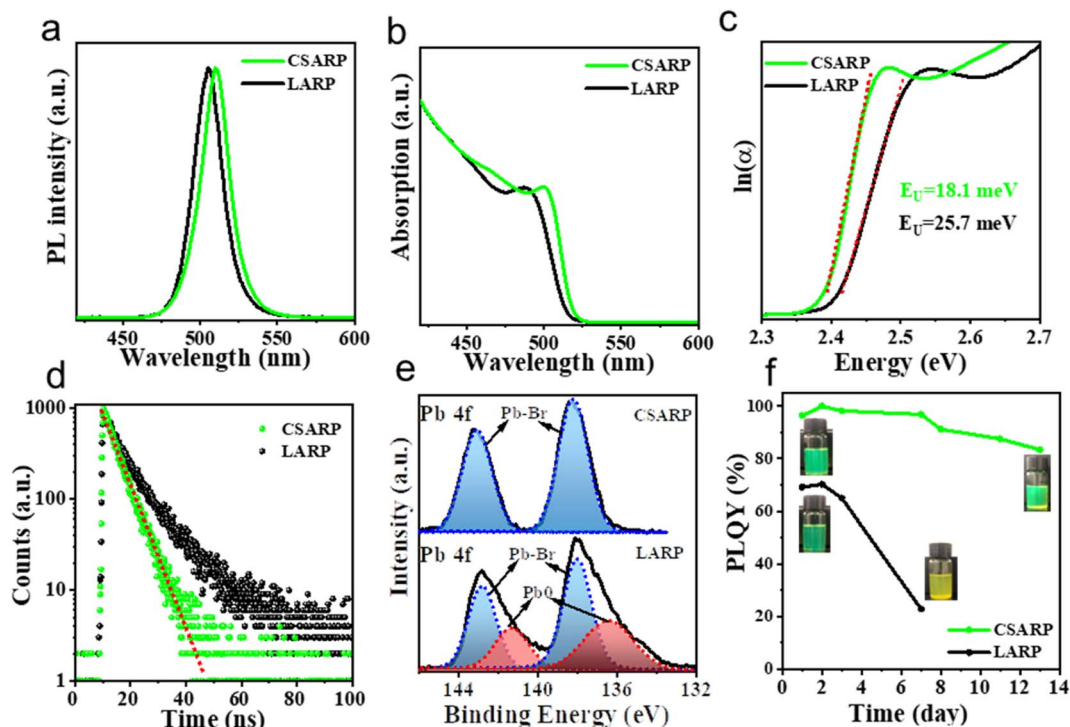 a
CSARP
LARP
PL intensity (a.u.)
450 500 550 600
Wavelength (nm)
b
CSARP
LARP
Absorption (a.u.)
450 500 550 600
Wavelength (nm)
c
CSARP
LARP
ln(α)
E_U=18.1 meV
E_U=25.7 meV
2.3 2.4 2.5 2.6 2.7
Energy (eV)
d
1000
100
10
1
CSARP
LARP
Counts (a.u.)
0 20 40 60 80 100
Time (ns)
e
Pb 4f
Pb-Br
CSARP
Pb 4f
Pb-Br
LARP
Pb0
Intensity (a.u.)
144 140 136 132
Binding Energy (eV)
f
100
80
60
40
20
0
PLQY (%)
CSARP
LARP
0 2 4 6 8 10 12 14
Time (day)